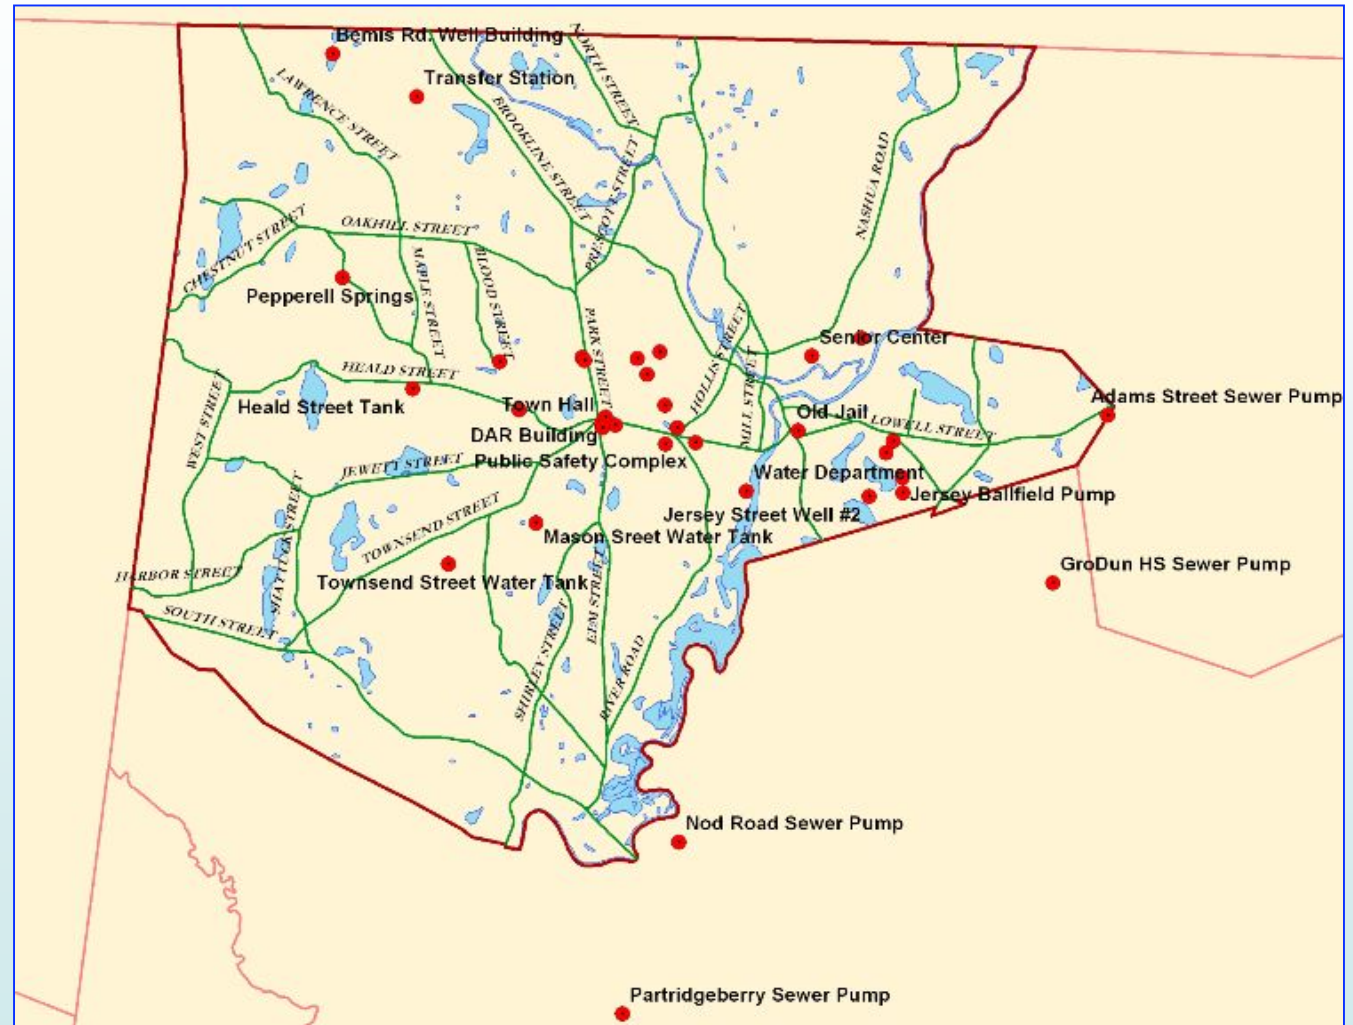 Bemis Rd. Well Building
NORTH STREET
Transfer Station
LAWRENCE STREET
BROOKLINE STREET
NASHUA ROAD
PRESCOTT STREET
OAKHILL STREET
CHESTNUT STREET
MAPLE STREET
BLOOD STREET
Pepperell Springs
PARK STREET
HOLLIS STREET
Senior Center
MILL STREET
HEALD STREET
WEST STREET
Heald Street Tank
Town Hall
Old Jail
LOWELL STREET
Adams Street Sewer Pump
DAR Building
Public Safety Complex
JEWETT STREET
Water Department
Jersey Ballfield Pump
SHATTUCK STREET
TOWNSEND STREET
Jersey Street Well #2
Mason Sreet Water Tank
HARBOR STREET
Townsend Street Water Tank
ELM STREET
GroDun HS Sewer Pump
SOUTH STREET
SHIRLEY STREET
RIVER ROAD
Nod Road Sewer Pump
Partridgeberry Sewer Pump